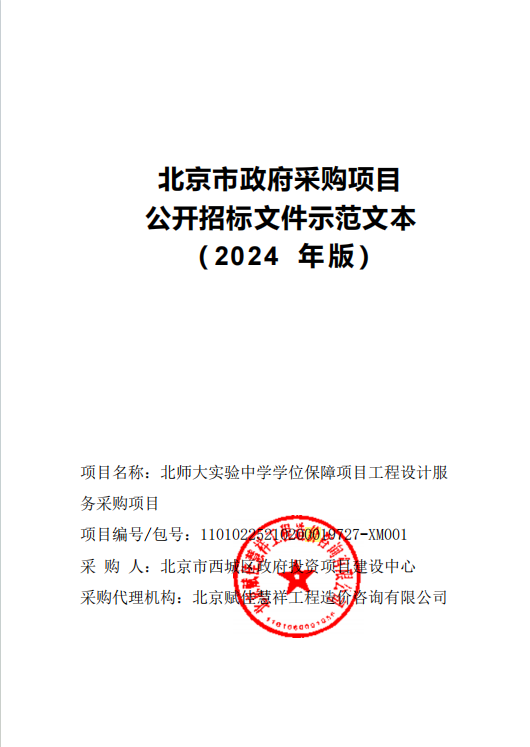 北京市政府采购项目
公开招标文件示范文本
（2024 年版）
项目名称：北师大实验中学学位保障项目工程设计服
务采购项目
项目编号/包号：11010225210200019727-XM001
采 购 人：北京市西城区政府投资项目建设中心
采购代理机构：北京赋佳慧祥工程造价咨询有限公司